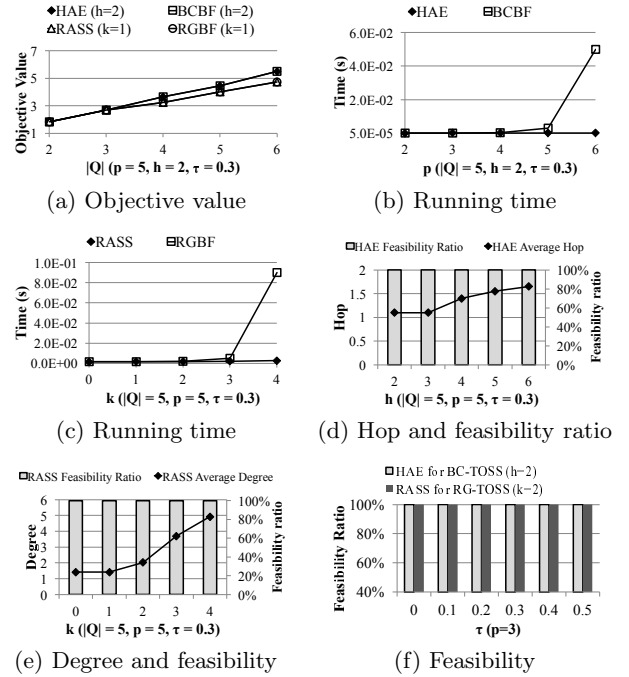 HAE (h=2) BCBF (h=2)
RASS (k=1) RGBF (k=1)
Objective Value
7
5
3
1
2 3 4 5 6
|Q| (p = 5, h = 2, τ = 0.3)
(a) Objective value
HAE BCBF
Time (s)
6.0E-02
2.0E-02
5.0E-05
2 3 4 5 6
p (|Q| = 5, h = 2, τ = 0.3)
(b) Running time
RASS RGBF
Time (s)
1.0E-01
8.0E-02
6.0E-02
4.0E-02
2.0E-02
0.0E+00
0 1 2 3 4
k (|Q| = 5, p = 5, τ = 0.3)
(c) Running time
HAE Feasibility Ratio HAE Average Hop
Hop
2
1.5
1
0.5
0
100%
80%
60%
40%
20%
0%
Feasibility ratio
2 3 4 5 6
h (|Q| = 5, p = 5, τ = 0.3)
(d) Hop and feasibility ratio
RASS Feasibility Ratio RASS Average Degree
Degree
6
5
4
3
2
1
0
100%
80%
60%
40%
20%
0%
Feasibility ratio
0 1 2 3 4
k (|Q| = 5, p = 5, τ = 0.3)
(e) Degree and feasibility
HAE for BC-TOSS (h=2)
RASS for RG-TOSS (k=2)
Feasibility Ratio
100%
80%
60%
40%
0 0.1 0.2 0.3 0.4 0.5
τ (p=3)
(f) Feasibility